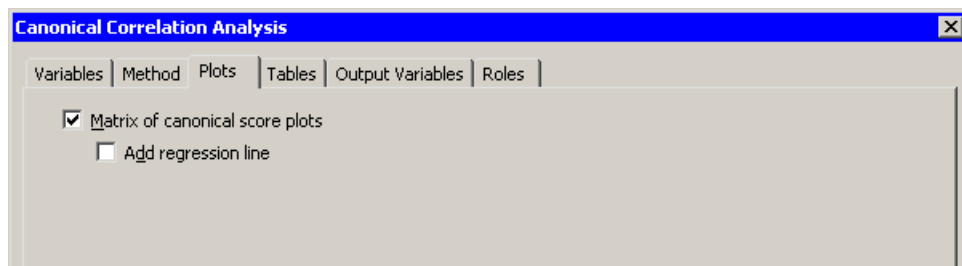 Canonical Correlation Analysis
Variables Method Plots Tables Output Variables Roles
Matrix of canonical score plots
Add regression line